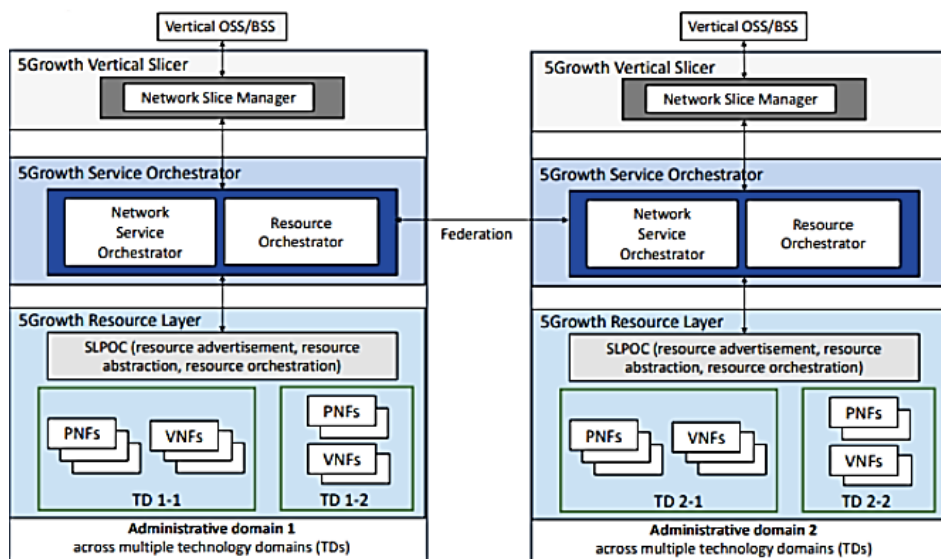 Vertical OSS/BSS
5Growth Vertical Slicer
Network Slice Manager
5Growth Service Orchestrator
Network
Service
Orchestrator
Resource
Orchestrator
5Growth Resource Layer
SLPOC (resource advertisement, resource
abstraction, resource orchestration)
PNFs
VNFs
TD 1-1
PNFs
VNFs
TD 1-2
Administrative domain 1
across multiple technology domains (TDs)
Federation
Vertical OSS/BSS
5Growth Vertical Slicer
Network Slice Manager
5Growth Service Orchestrator
Network
Service
Orchestrator
Resource
Orchestrator
5Growth Resource Layer
SLPOC (resource advertisement, resource
abstraction, resource orchestration)
PNFs
VNFs
TD 2-1
PNFs
VNFs
TD 2-2
Administrative domain 2
across multiple technology domains (TDs)